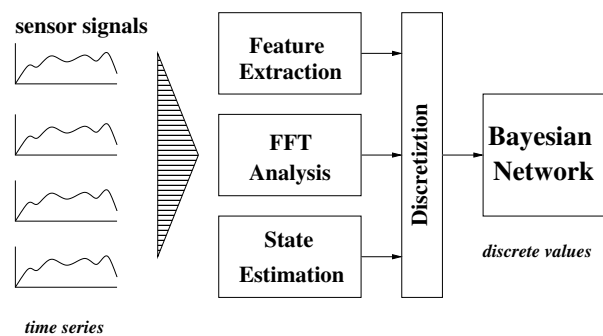 sensor signals
time series
Feature
Extraction
FFT
Analysis
State
Estimation
Discretiztion
Bayesian
Network
discrete values